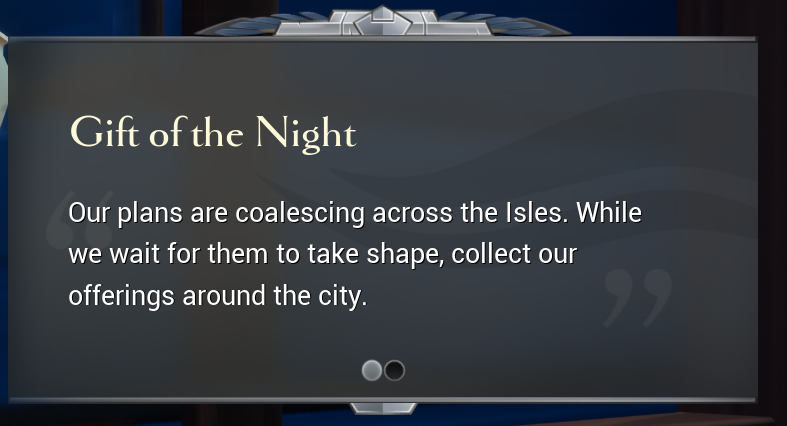 Gift of the Night
Our plans are coalescing across the Isles. While
we wait for them to take shape, collect our
offerings around the city.